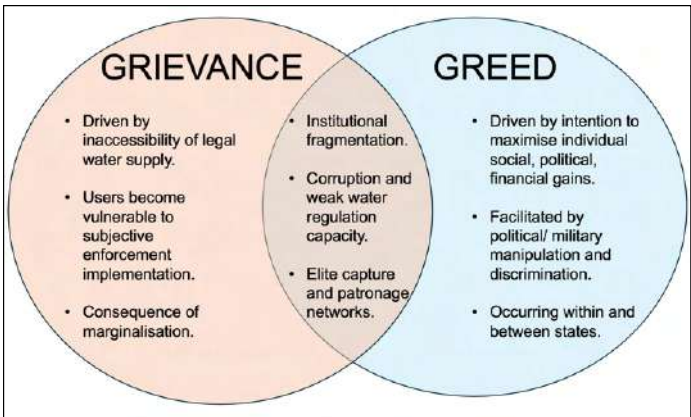 GRIEVANCE
• Driven by
inaccessibility of legal
water supply.
• Users become
vulnerable to
subjective
enforcement
implementation.
• Consequence of
marginalisation.
• Institutional
fragmentation.
• Corruption and
weak water
regulation
capacity.
• Elite capture
and patronage
networks.
GREED
• Driven by intention to
maximise individual
social, political,
financial gains.
• Facilitated by
political/ military
manipulation and
discrimination.
• Occurring within and
between states.